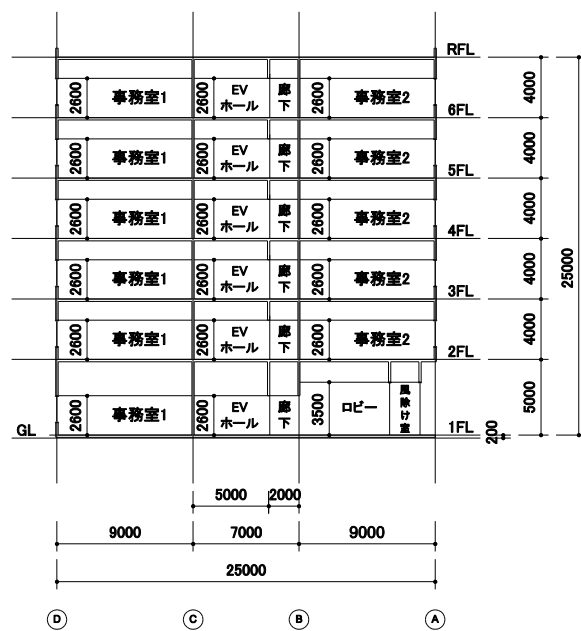 RFL
2600
事務室1
2600
EV
ホール
廊下
2600
事務室2
6FL
4000
2600
事務室1
2600
EV
ホール
廊下
2600
事務室2
5FL
4000
2600
事務室1
2600
EV
ホール
廊下
2600
事務室2
4FL
4000
25000
2600
事務室1
2600
EV
ホール
廊下
2600
事務室2
3FL
4000
2600
事務室1
2600
EV
ホール
廊下
2600
事務室2
2FL
4000
2600
事務室1
2600
EV
ホール
廊下
3500
ロビー
風除け室
5000
GL
1FL
200
5000
2000
9000
7000
9000
25000
D
C
B
A